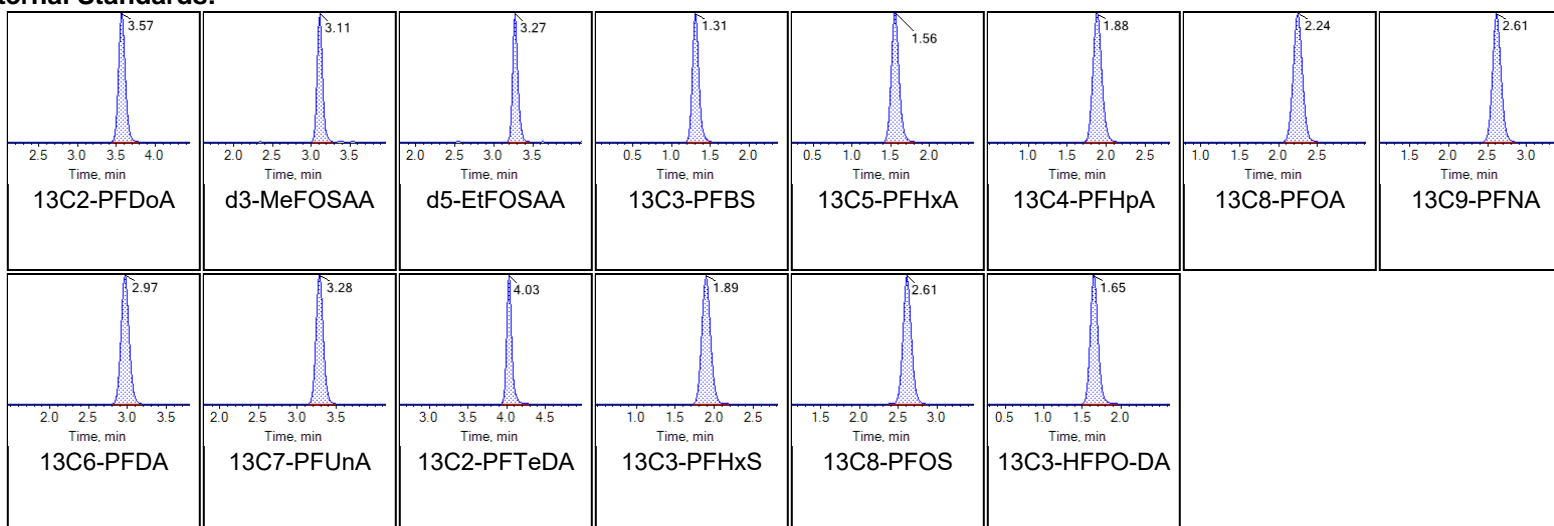 ternal Standards:
3.57 3.11 3.27 1.31 1.56 1.88 2.24 2.61
2.5 3.0 3.5 4.0 2.0 2.5 3.0 3.5 2.0 2.5 3.0 3.5 0.5 1.0 1.5 2.0 0.5 1.0 1.5 2.0 1.0 1.5 2.0 2.5 1.0 1.5 2.0 2.5 1.5 2.0 2.5 3.0
Time, min Time, min Time, min Time, min Time, min Time, min Time, min Time, min
13C2-PFDoA d3-MeFOSAA d5-EtFOSAA 13C3-PFBS 13C5-PFHxA 13C4-PFHpA 13C8-PFOA 13C9-PFNA
2.97 3.28 4.03 1.89 2.61 1.65
2.0 2.5 3.0 3.5 2.0 2.5 3.0 3.5 3.0 3.5 4.0 4.5 1.0 1.5 2.0 2.5 1.5 2.0 2.5 3.0 0.5 1.0 1.5 2.0
Time, min Time, min Time, min Time, min Time, min Time, min
13C6-PFDA 13C7-PFUnA 13C2-PFTeDA 13C3-PFHxS 13C8-PFOS 13C3-HFPO-DA